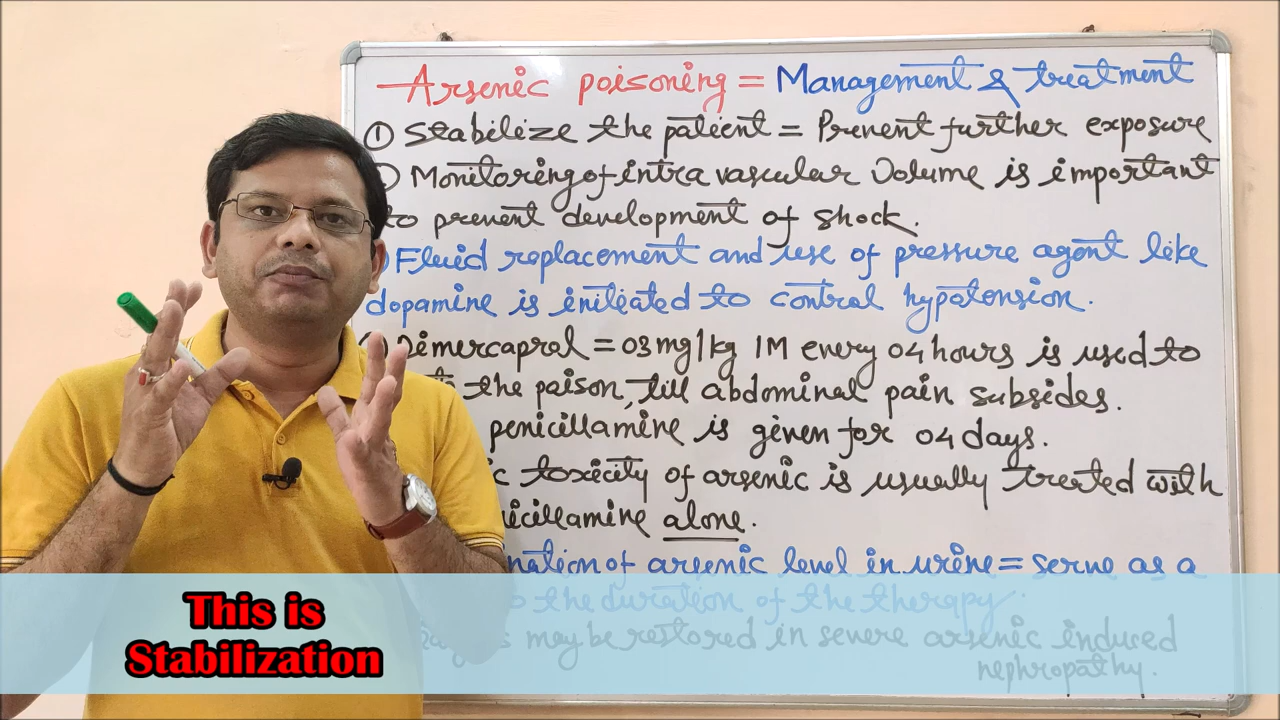 Arsenic poisoning = Management & treatment
① Stabilize the patient = Prevent further exposure
Monitoring of intra vascular Volume is important
to prevent development of shock.
Fluid replacement and use of pressure agent like
dopamine is initiated to control hypotension.
Dimercaprol = 03mg/kg IM every 04 hours is used to
the poison, till abdominal pain subsides.
penicillamine is given for 04 days.
toxicity of arsenic is usually treated with
alone.
of arsenic level in urine = serve as a
to the duration of the therapy.
may be restored in severe arsenic induced
nephropathy.
This is
Stabilization